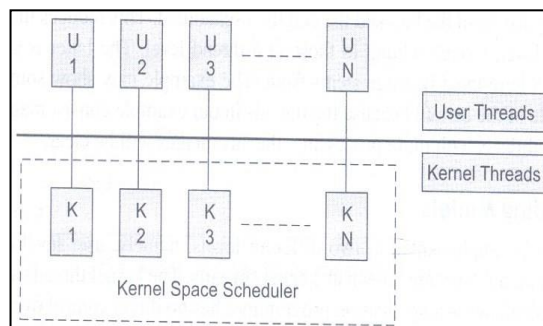 U 1
U 2
U 3
U N
User Threads
Kernel Threads
K 1
K 2
K 3
K N
Kernel Space Scheduler